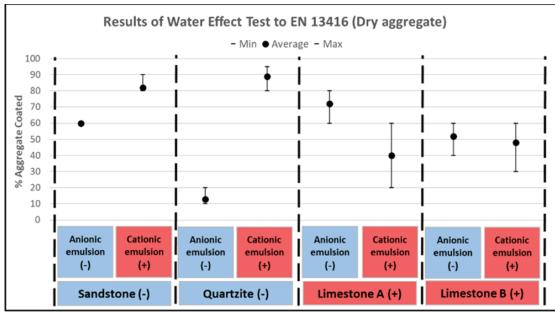 Results of Water Effect Test to EN 13416 (Dry aggregate)
– Min ● Average – Max
% Aggregate Coated
100
90
80
70
60
50
40
30
20
10
0
Anionic emulsion (-)
Cationic emulsion (+)
Anionic emulsion (-)
Cationic emulsion (+)
Anionic emulsion (-)
Cationic emulsion (+)
Anionic emulsion (-)
Cationic emulsion (+)
Sandstone (-)
Quartzite (-)
Limestone A (+)
Limestone B (+)